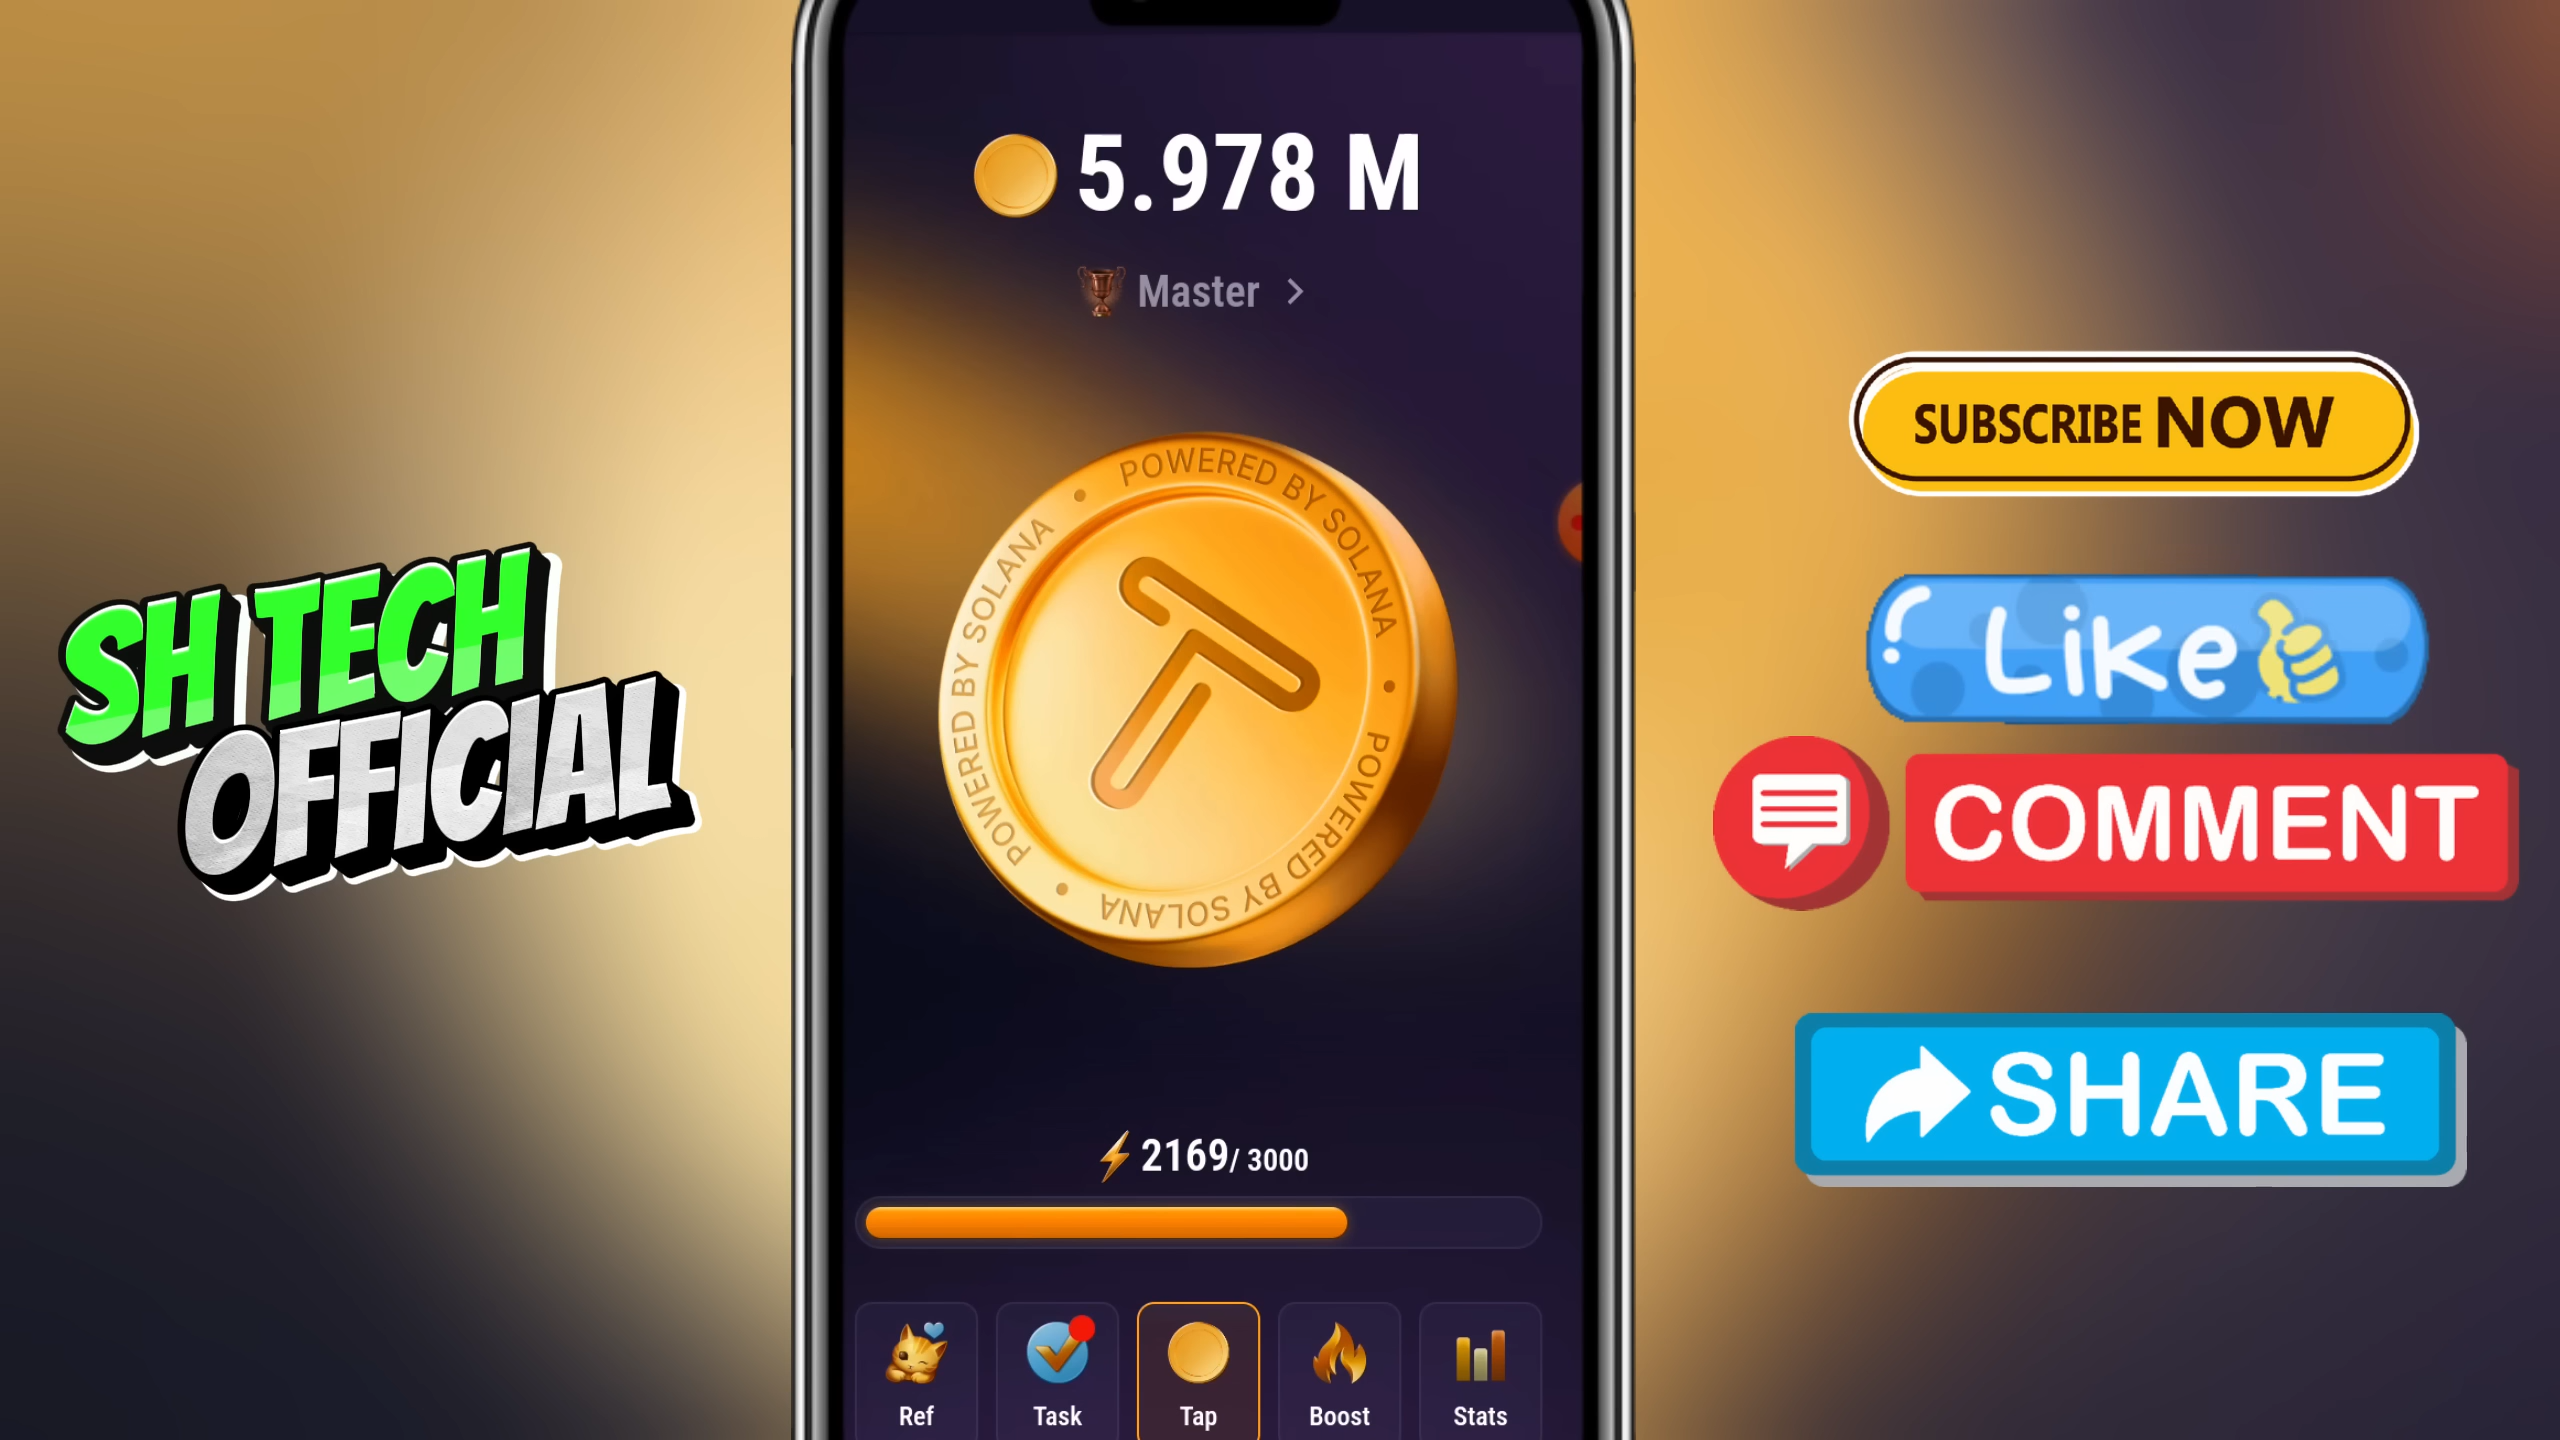 5.978 M
Master
POWERED BY SOLANA • POWERED BY SOLANA • POWERED BY SOLANA •
T
SH TECH
OFFICIAL
SUBSCRIBE NOW
Like
COMMENT
SHARE
2169/ 3000
Ref
Task
Tap
Boost
Stats